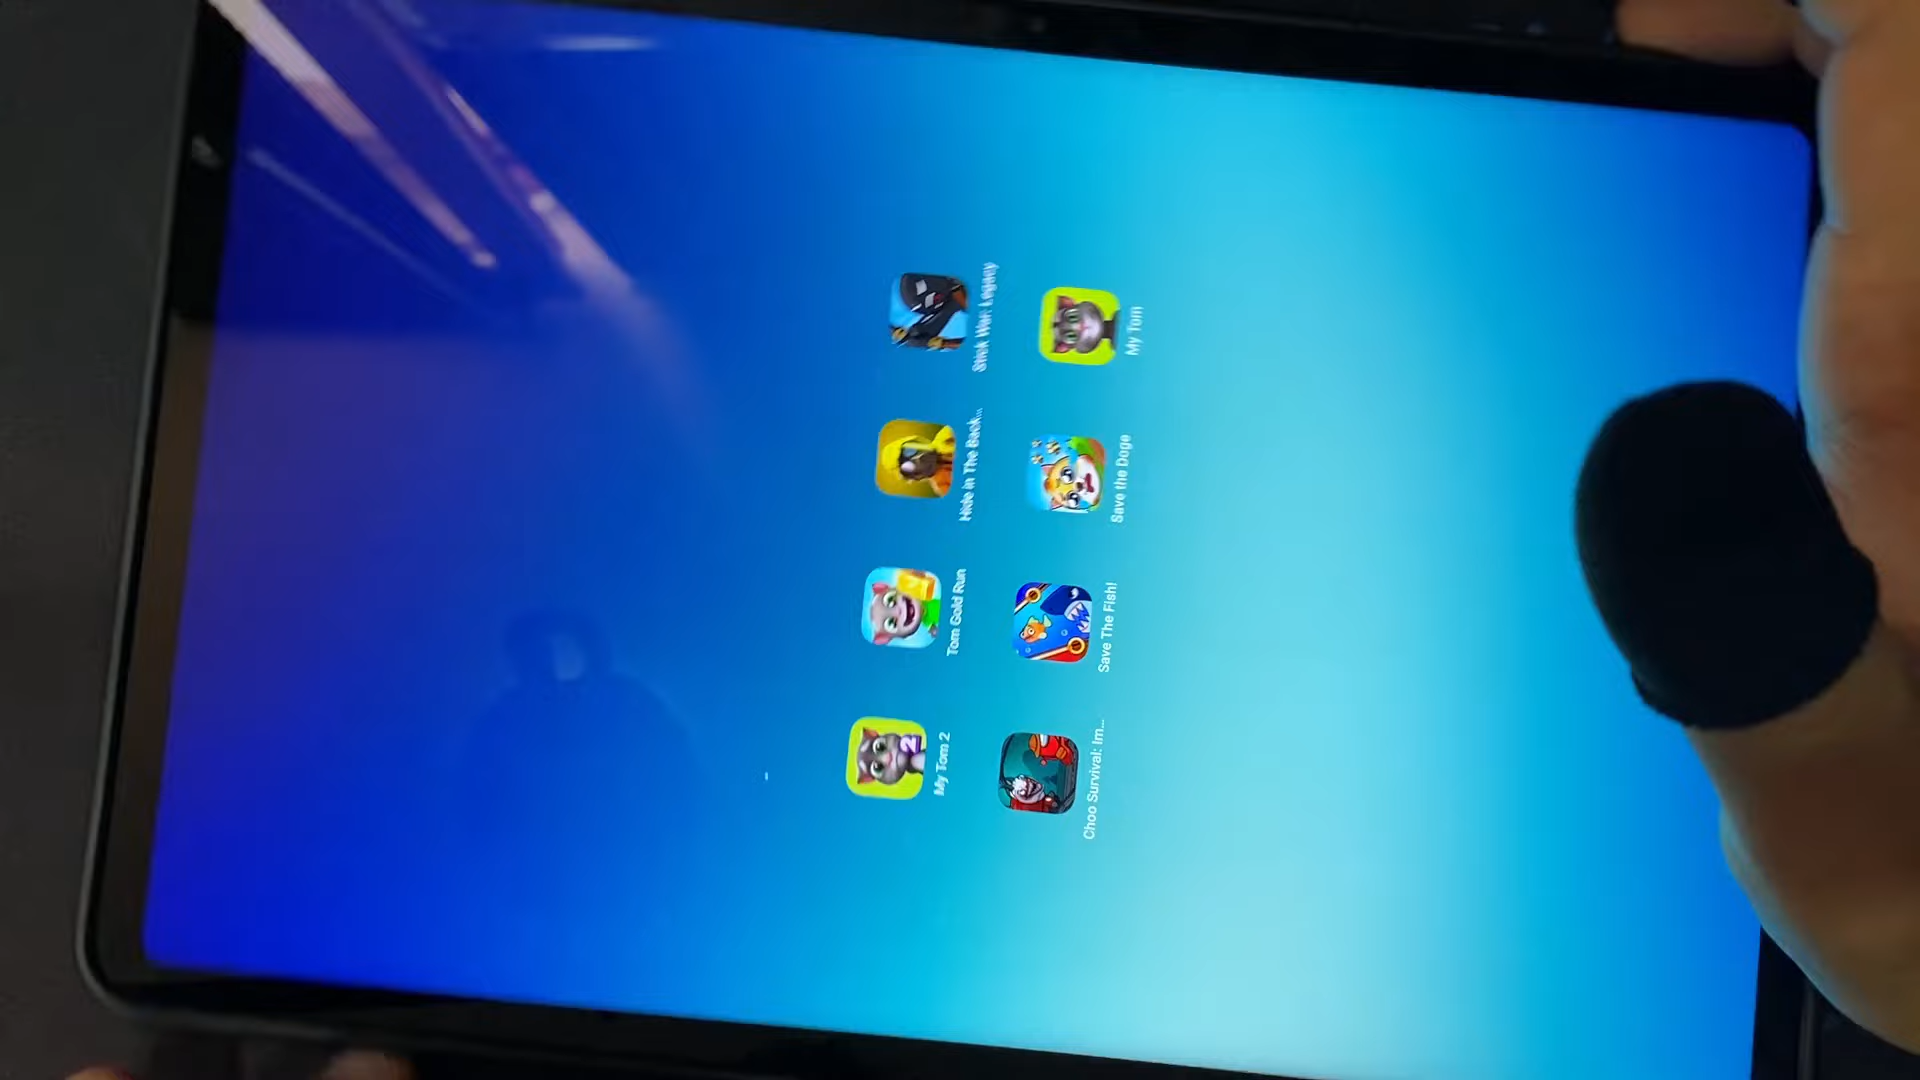 My Tom 2
Tom Gold Run
Hide in The Back...
Stick War: Legacy
Choo Survival: Im...
Save The Fish!
Save the Doge
My Tom